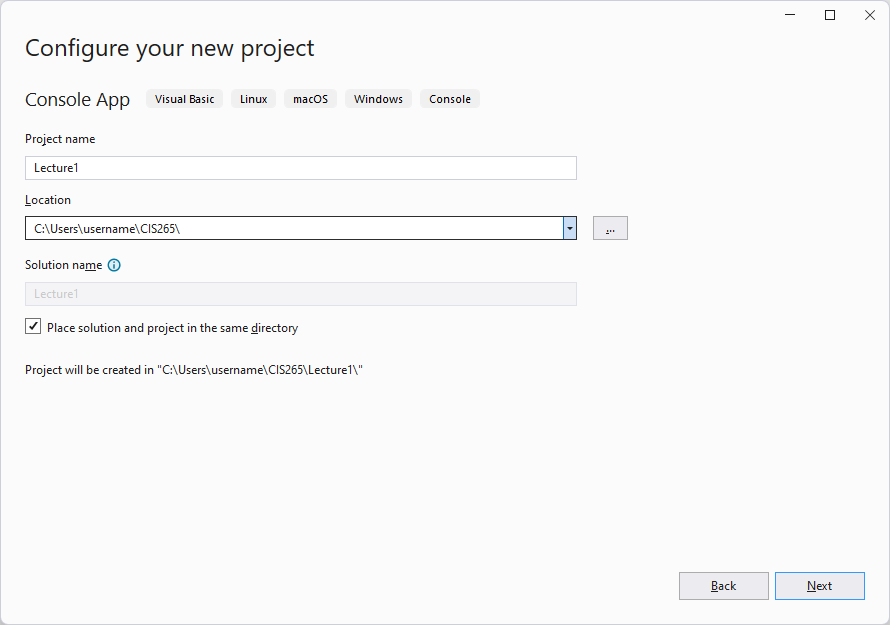 Configure your new project
Console App Visual Basic Linux macOS Windows Console
Project name
Lecture1
Location
C:\Users\username\CIS265\
...
Solution name
Lecture1
Place solution and project in the same directory
Project will be created in "C:\Users\username\CIS265\Lecture1\"
Back Next